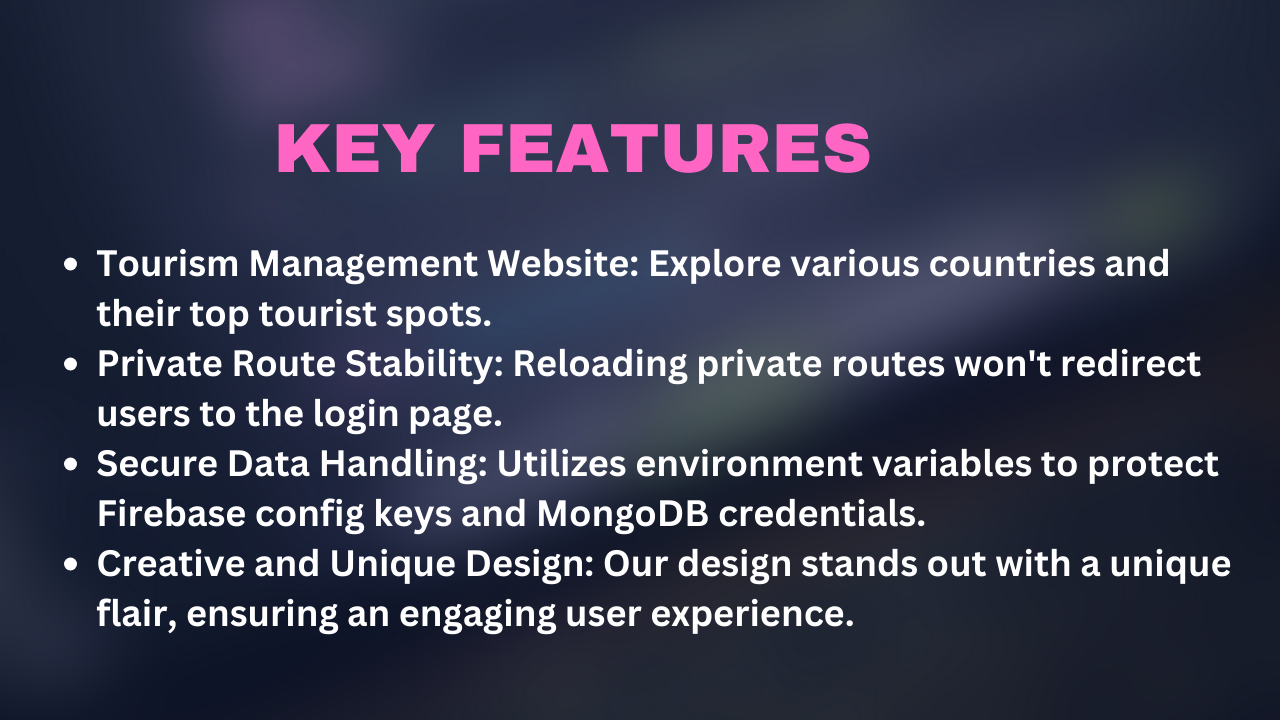 KEY FEATURES
• Tourism Management Website: Explore various countries and
their top tourist spots.
• Private Route Stability: Reloading private routes won't redirect
users to the login page.
• Secure Data Handling: Utilizes environment variables to protect
Firebase config keys and MongoDB credentials.
• Creative and Unique Design: Our design stands out with a unique
flair, ensuring an engaging user experience.